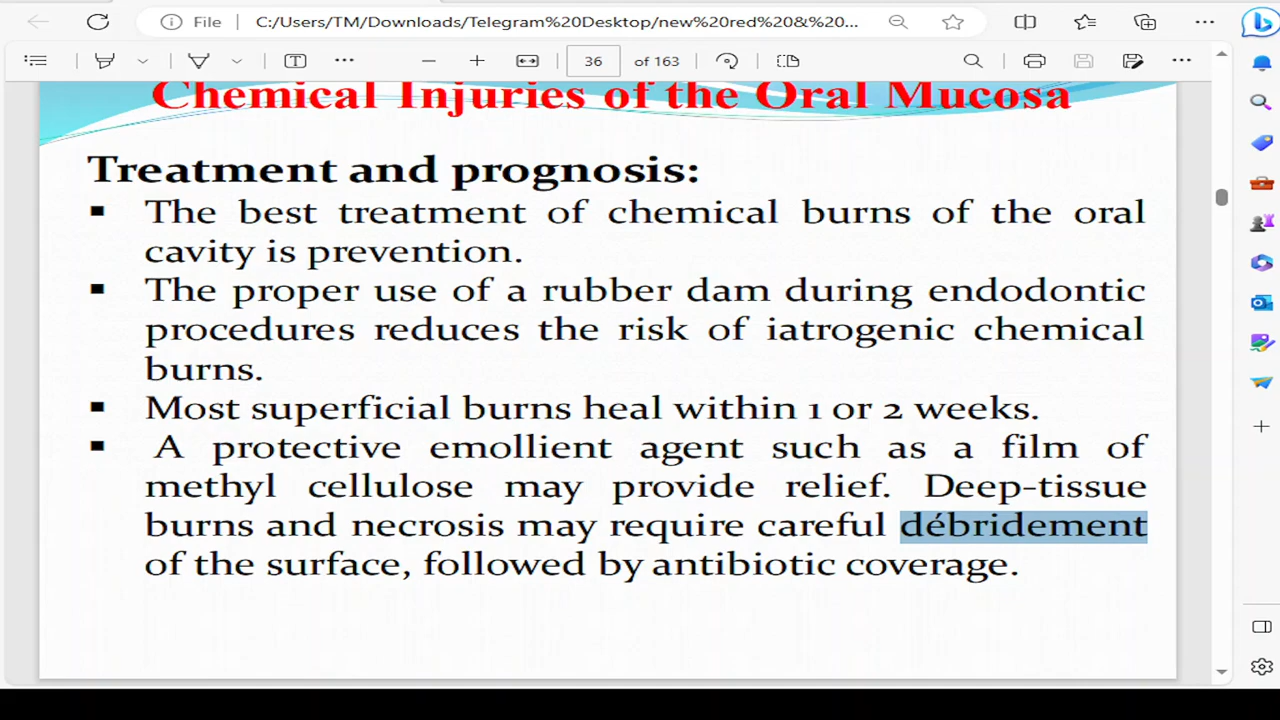 File C:/Users/TM/Downloads/Telegram%20Desktop/new%20red%20&%20...
36 of 163
Chemical Injuries of the Oral Mucosa
Treatment and prognosis:
▪ The best treatment of chemical burns of the oral
cavity is prevention.
▪ The proper use of a rubber dam during endodontic
procedures reduces the risk of iatrogenic chemical
burns.
▪ Most superficial burns heal within 1 or 2 weeks.
▪ A protective emollient agent such as a film of
methyl cellulose may provide relief. Deep-tissue
burns and necrosis may require careful débridement
of the surface, followed by antibiotic coverage.